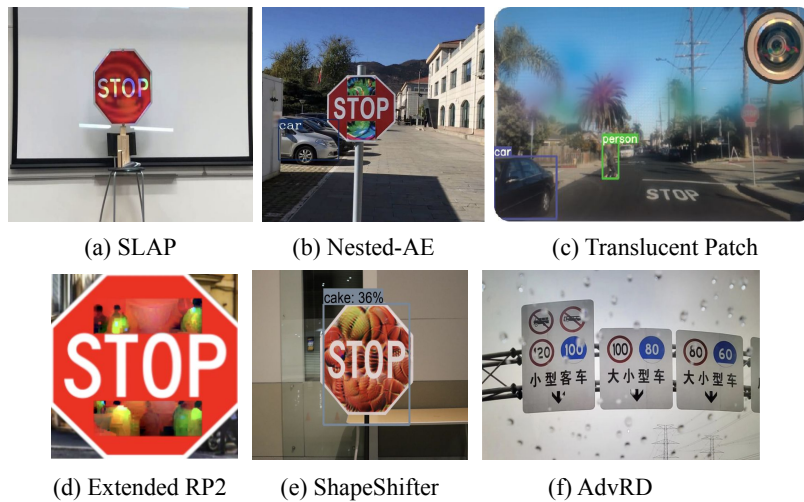 STOP
car
STOP
car
person
STOP
(a) SLAP
(b) Nested-AE
(c) Translucent Patch
STOP
cake: 36%
STOP
120 100
100 80
60 60
小型客车
大小型车
大小型车
(d) Extended RP2
(e) ShapeShifter
(f) AdvRD